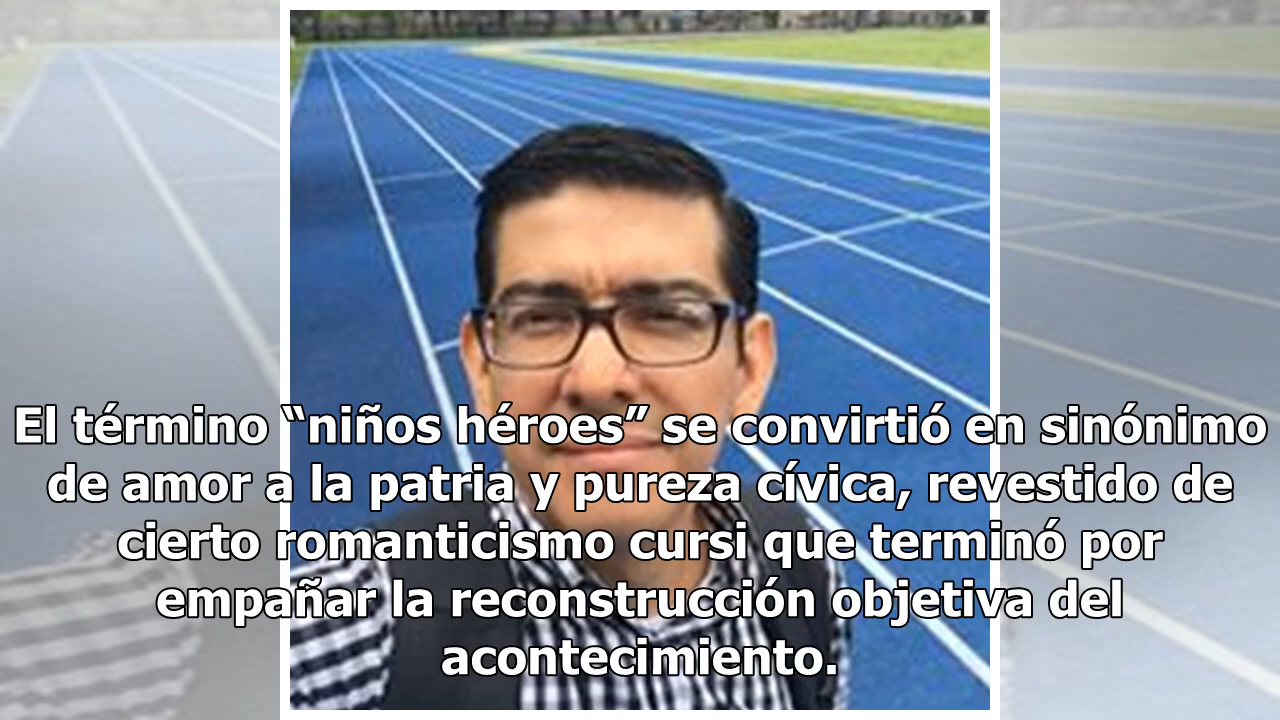 El término “niños héroes” se convirtió en sinónimo
de amor a la patria y pureza cívica, revestido de
cierto romanticismo cursi que terminó por
empañar la reconstrucción objetiva del
acontecimiento.